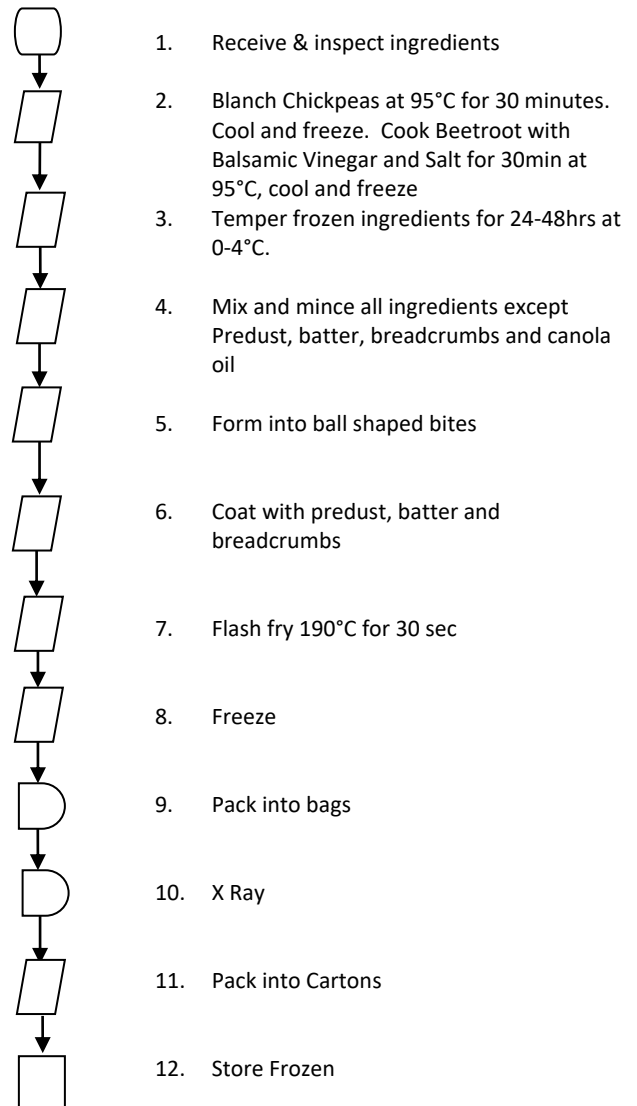 1. Receive & inspect ingredients
2. Blanch Chickpeas at 95°C for 30 minutes.
Cool and freeze. Cook Beetroot with
Balsamic Vinegar and Salt for 30min at
95°C, cool and freeze
3. Temper frozen ingredients for 24-48hrs at
0-4°C.
4. Mix and mince all ingredients except
Predust, batter, breadcrumbs and canola
oil
5. Form into ball shaped bites
6. Coat with predust, batter and
breadcrumbs
7. Flash fry 190°C for 30 sec
8. Freeze
9. Pack into bags
10. X Ray
11. Pack into Cartons
12. Store Frozen